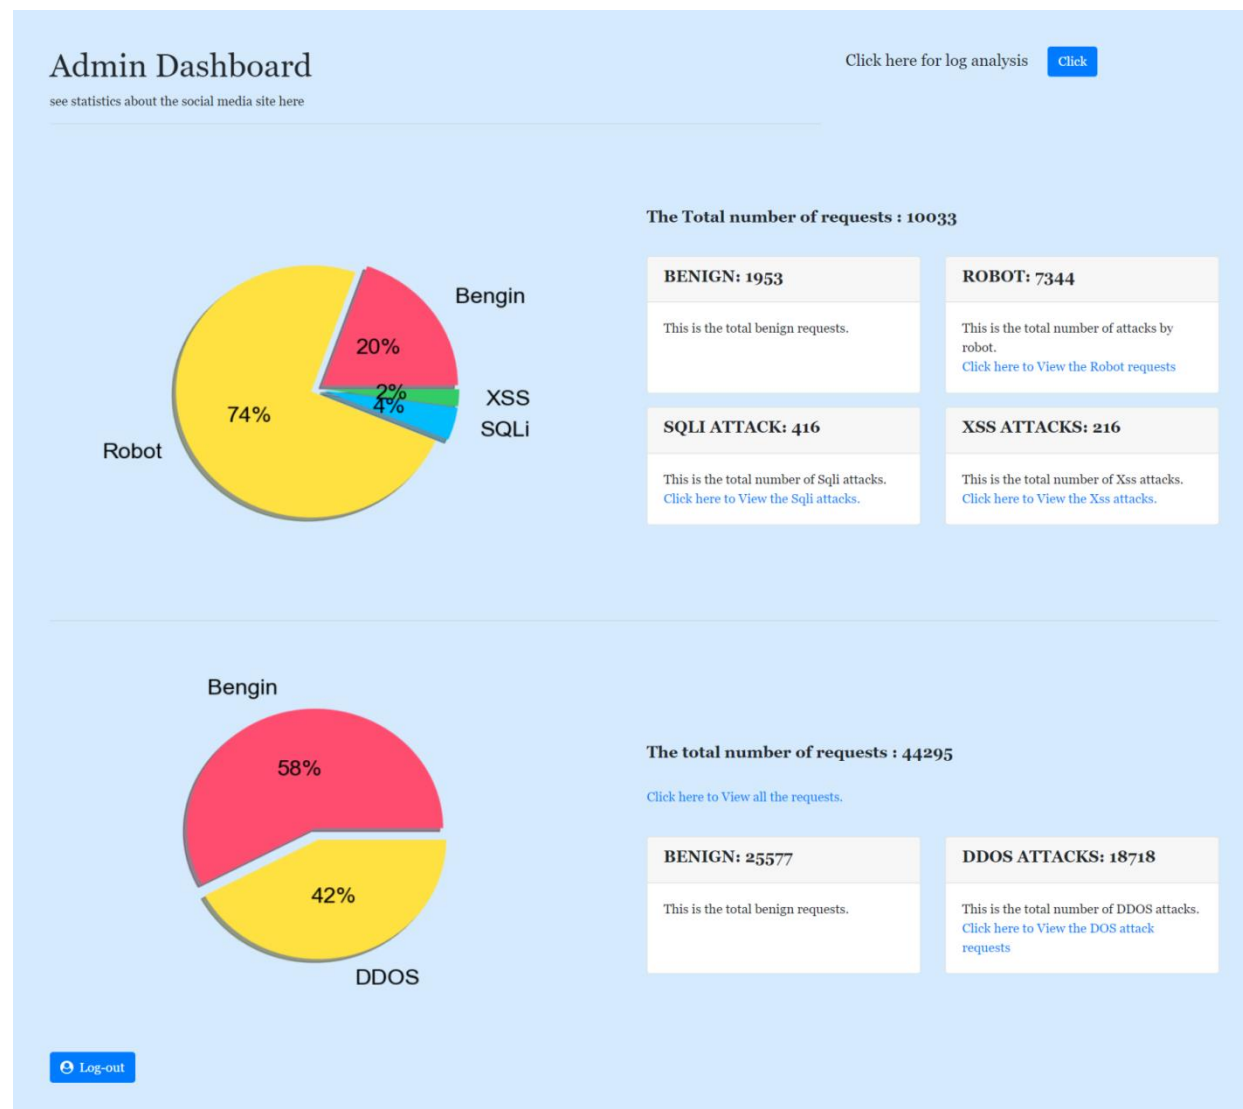 Admin Dashboard
see statistics about the social media site here
Click here for log analysis
Click
Bengin
20%
2%
4%
XSS
SQLi
74%
Robot
The Total number of requests : 10033
BENIGN: 1953
This is the total benign requests.
ROBOT: 7344
This is the total number of attacks by
robot.
Click here to View the Robot requests
SQLI ATTACK: 416
This is the total number of Sqli attacks.
Click here to View the Sqli attacks.
XSS ATTACKS: 216
This is the total number of Xss attacks.
Click here to View the Xss attacks.
Bengin
58%
42%
DDOS
The total number of requests : 44295
Click here to View all the requests.
BENIGN: 25577
This is the total benign requests.
DDOS ATTACKS: 18718
This is the total number of DDOS attacks.
Click here to View the DOS attack
requests
Log-out